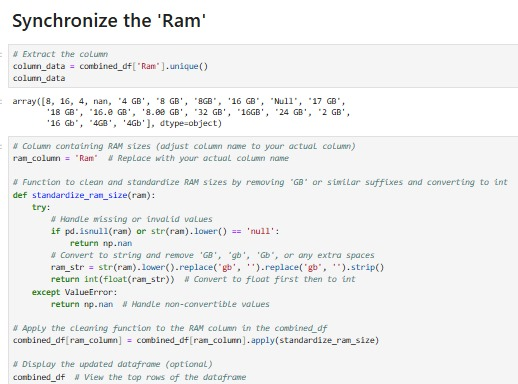 Synchronize the 'Ram'
# Extract the column
column_data = combined_df['Ram'].unique()
column_data
array([8, 16, 4, nan, '4 GB', '8 GB', '8GB', '16 GB', 'Null', '17 GB',
'18 GB', '16.0 GB', '8.00 GB', '32 GB', '16GB', '24 GB', '2 GB',
'16 Gb', '4GB', '4Gb'], dtype=object)
# Column containing RAM sizes (adjust column name to your actual column)
ram_column = 'Ram'  # Replace with your actual column name
# Function to clean and standardize RAM sizes by removing 'GB' or similar suffixes and converting to int
def standardize_ram_size(ram):
try:
# Handle missing or invalid values
if pd.isnull(ram) or str(ram).lower() == 'null':
return np.nan
# Convert to string and remove 'GB', 'gb', 'Gb', or any extra spaces
ram_str = str(ram).lower().replace('gb', '').replace('gb', '').strip()
return int(float(ram_str))  # Convert to float first then to int
except ValueError:
return np.nan  # Handle non-convertible values
# Apply the cleaning function to the RAM column in the combined_df
combined_df[ram_column] = combined_df[ram_column].apply(standardize_ram_size)
# Display the updated dataframe (optional)
combined_df  # View the top rows of the dataframe